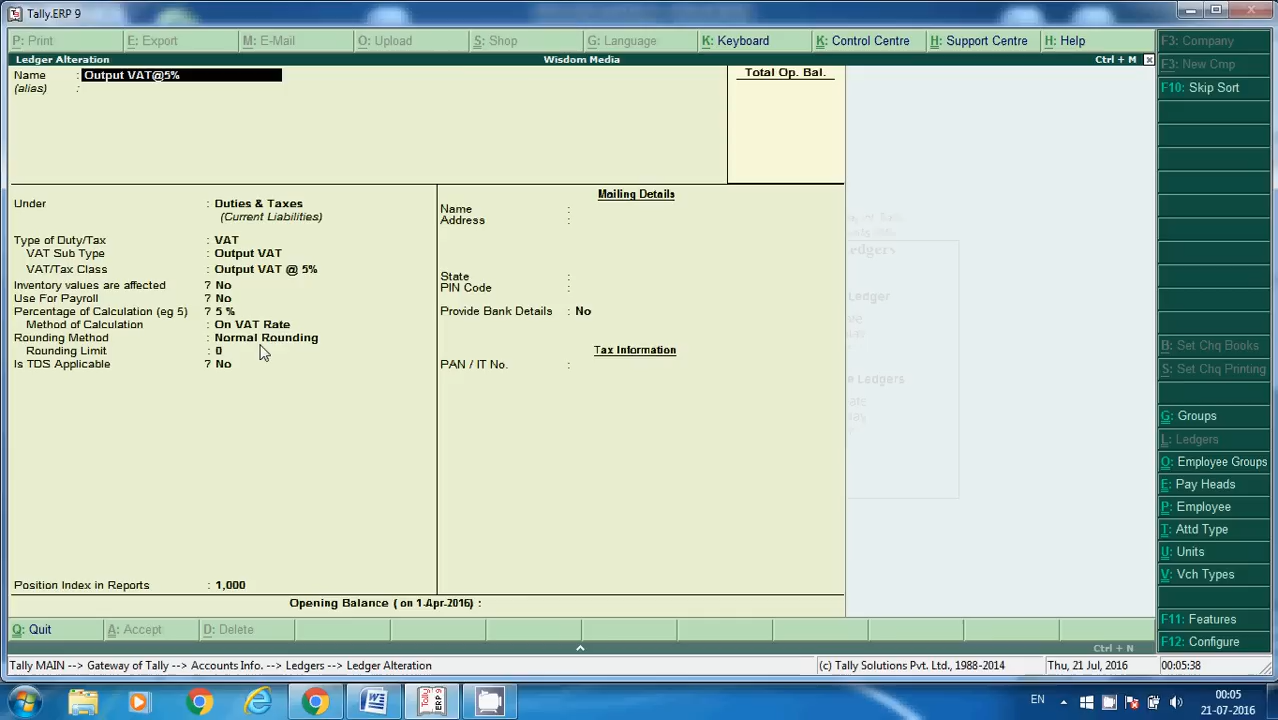 Tally.ERP 9
P: Print E: Export M: E-Mail O: Upload S: Shop G: Language K: Keyboard K: Control Centre H: Support Centre H: Help
Ledger Alteration Wisdom Media Ctrl + M
Name : Output VAT@5%
(alias) :
Total Op. Bal.
Under : Duties & Taxes
(Current Liabilities)
Type of Duty/Tax : VAT
VAT Sub Type : Output VAT
VAT/Tax Class : Output VAT @ 5%
Inventory values are affected ? No
Use For Payroll ? No
Percentage of Calculation (eg 5) ? 5 %
Method of Calculation : On VAT Rate
Rounding Method : Normal Rounding
Rounding Limit : 0
Is TDS Applicable ? No
Position Index in Reports : 1,000
Mailing Details
Name :
Address :
State :
PIN Code :
Provide Bank Details : No
Tax Information
PAN / IT No. :
Opening Balance ( on 1-Apr-2016) :
Ledger
Ledgers
F3: Company
F3: New Cmp
F10: Skip Sort
B: Set Chq Books
S: Set Chq Printing
G: Groups
L: Ledgers
O: Employee Groups
E: Pay Heads
P: Employee
T: Attd Type
U: Units
V: Vch Types
F11: Features
F12: Configure
Q: Quit A: Accept D: Delete
Ctrl + N
Tally MAIN --> Gateway of Tally --> Accounts Info. --> Ledgers --> Ledger Alteration (c) Tally Solutions Pvt. Ltd., 1988-2014 Thu, 21 Jul, 2016 00:05:38
EN 00:05
21-07-2016